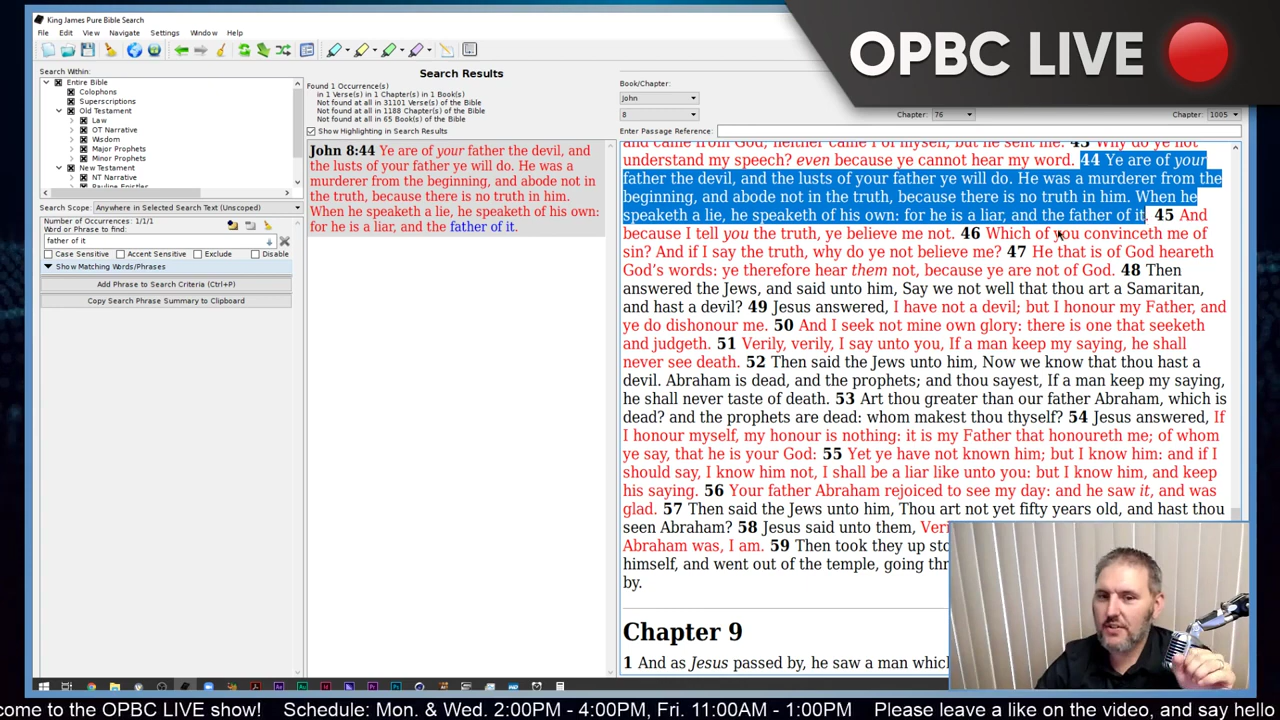 King James Pure Bible Search
OPBC LIVE
File Edit View Navigate Settings Window Help
Search Within:
Entire Bible
Colophons
Superscriptions
Old Testament
Law
OT Narrative
Wisdom
Major Prophets
Minor Prophets
New Testament
NT Narrative
Pauline Epistles
Search Scope: Anywhere in Selected Search Text
Number of Occurrences: 1/1/1
Word or Phrase to find:
father of it
Case Sensitive Accent Sensitive Exclude Disable
Show Matching Words/Phrases
Add Phrase to Search Criteria (Ctrl+P)
Copy Search Phrase Summary to Clipboard
Search Results
Found 1 Occurrence(s)
in 1 Verse(s) in 1 Chapter(s) in 1 Book(s)
Not found at all in 31101 Verse(s) of the Bible
Not found at all in 1188 Chapter(s) of the Bible
Not found at all in 65 Book(s) of the Bible
Show Highlighting in Search Results
John 8:44 Ye are of your father the devil, and
the lusts of your father ye will do. He was a
murderer from the beginning, and abode not in
the truth, because there is no truth in him.
When he speaketh a lie, he speaketh of his own:
for he is a liar, and the father of it.
Book/Chapter:
John
8
Chapter: 76
Chapter: 1005
Enter Passage Reference:
and came from God; neither came I of myself, but he sent me. 43 Why do ye not
understand my speech? even because ye cannot hear my word. 44 Ye are of your
father the devil, and the lusts of your father ye will do. He was a murderer from the
beginning, and abode not in the truth, because there is no truth in him. When he
speaketh a lie, he speaketh of his own: for he is a liar, and the father of it. 45 And
because I tell you the truth, ye believe me not. 46 Which of you convinceth me of
sin? And if I say the truth, why do ye not believe me? 47 He that is of God heareth
God's words: ye therefore hear them not, because ye are not of God. 48 Then
answered the Jews, and said unto him, Say we not well that thou art a Samaritan,
and hast a devil? 49 Jesus answered, I have not a devil; but I honour my Father, and
ye do dishonour me. 50 And I seek not mine own glory: there is one that seeketh
and judgeth. 51 Verily, verily, I say unto you, If a man keep my saying, he shall
never see death. 52 Then said the Jews unto him, Now we know that thou hast a
devil. Abraham is dead, and the prophets; and thou sayest, If a man keep my saying,
he shall never taste of death. 53 Art thou greater than our father Abraham, which is
dead? and the prophets are dead: whom makest thou thyself? 54 Jesus answered, If
I honour myself, my honour is nothing: it is my Father that honoureth me; of whom
ye say, that he is your God: 55 Yet ye have not known him; but I know him: and if I
should say, I know him not, I shall be a liar like unto you: but I know him, and keep
his saying. 56 Your father Abraham rejoiced to see my day: and he saw it, and was
glad. 57 Then said the Jews unto him, Thou art not yet fifty years old, and hast thou
seen Abraham? 58 Jesus said unto them, Veri
Abraham was, I am. 59 Then took they up sto
himself, and went out of the temple, going thr
by.
Chapter 9
1 And as Jesus passed by, he saw a man whic
come to the OPBC LIVE show! Schedule: Mon. & Wed. 2:00PM - 4:00PM, Fri. 11:00AM - 1:00PM Please leave a like on the video, and say hello